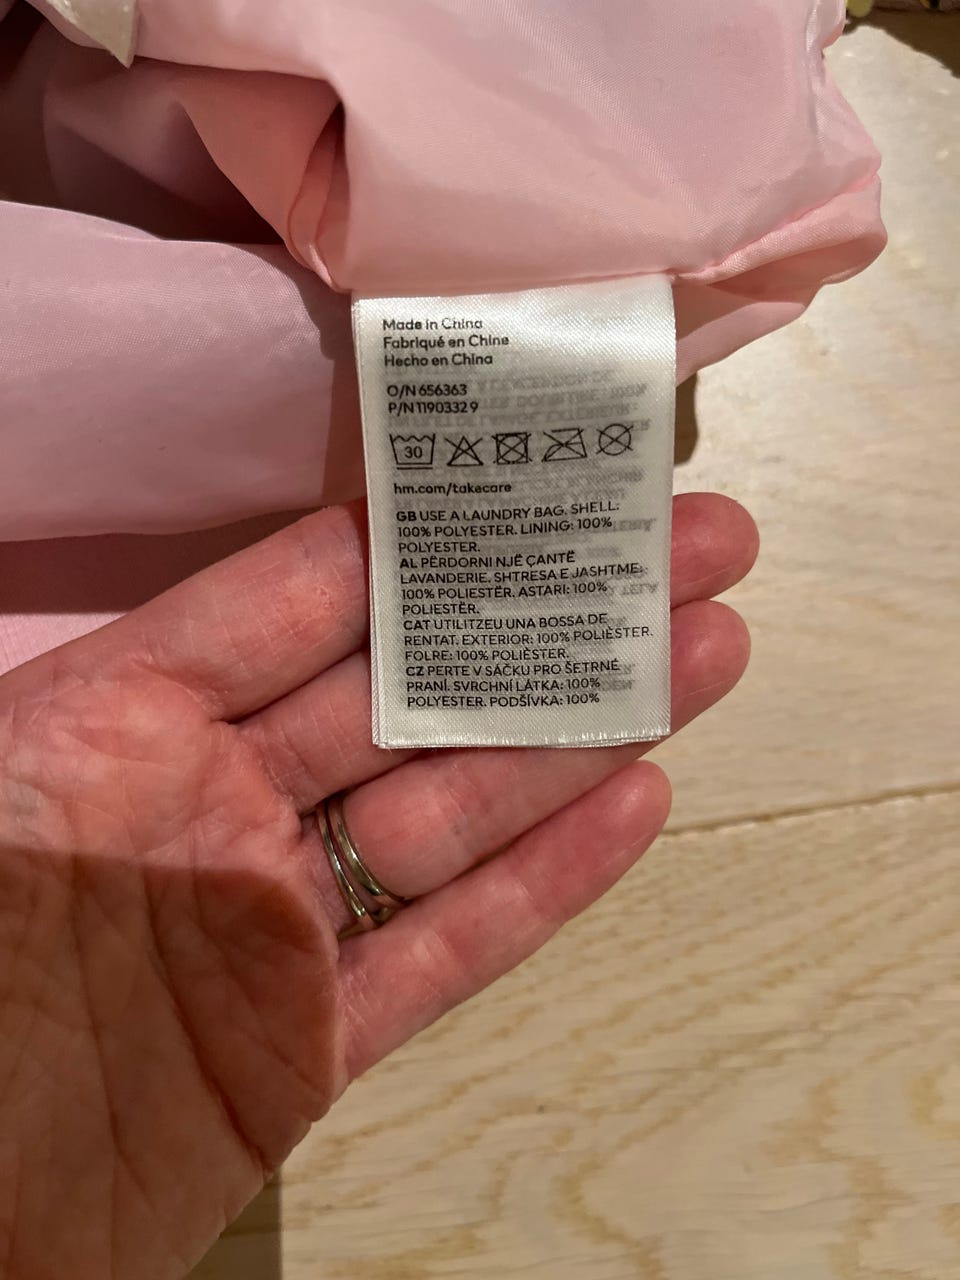 Made in China
Fabriqué en Chine
Hecho en China
O/N 656363
P/N 11903329
30
hm.com/takecare
GB USE A LAUNDRY BAG. SHELL:
100% POLYESTER. LINING: 100%
POLYESTER.
AL PËRDORNI NJË ÇANTË
LAVANDERIE. SHTRESA E JASHTME:
100% POLIESTËR. ASTARI: 100%
POLIESTËR.
CAT UTILITZEU UNA BOSSA DE
RENTAT. EXTERIOR: 100% POLIÈSTER.
FOLRE: 100% POLIÈSTER.
CZ PERTE V SÁČKU PRO ŠETRNÉ
PRANÍ. SVRCHNÍ LÁTKA: 100%
POLYESTER. PODŠÍVKA: 100%